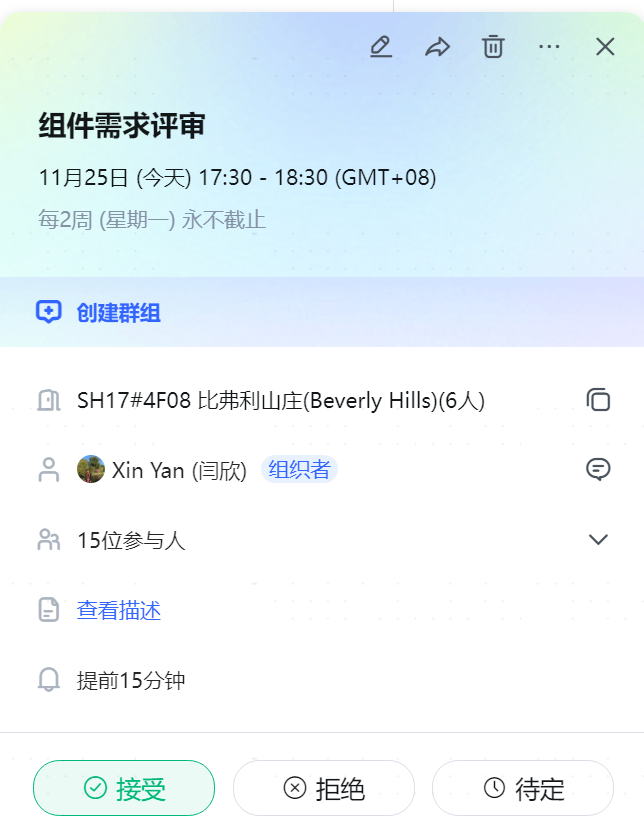 组件需求评审
11月25日 (今天) 17:30 - 18:30 (GMT+08)
每2周 (星期一) 永不截止
创建群组
SH17#4F08 比弗利山庄(Beverly Hills)(6人)
Xin Yan (闫欣) 组织者
15位参与人
查看描述
提前15分钟
接受 拒绝 待定